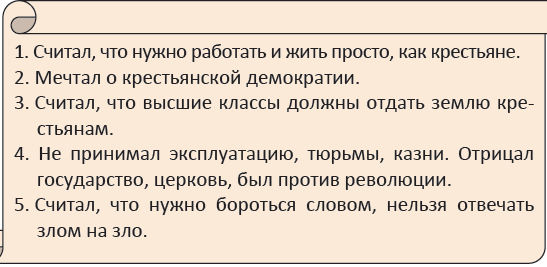 1. Считал, что нужно работать и жить просто, как крестьяне.
2. Мечтал о крестьянской демократии.
3. Считал, что высшие классы должны отдать землю кре-
стьянам.
4. Не принимал эксплуатацию, тюрьмы, казни. Отрицал
государство, церковь, был против революции.
5. Считал, что нужно бороться словом, нельзя отвечать
злом на зло.